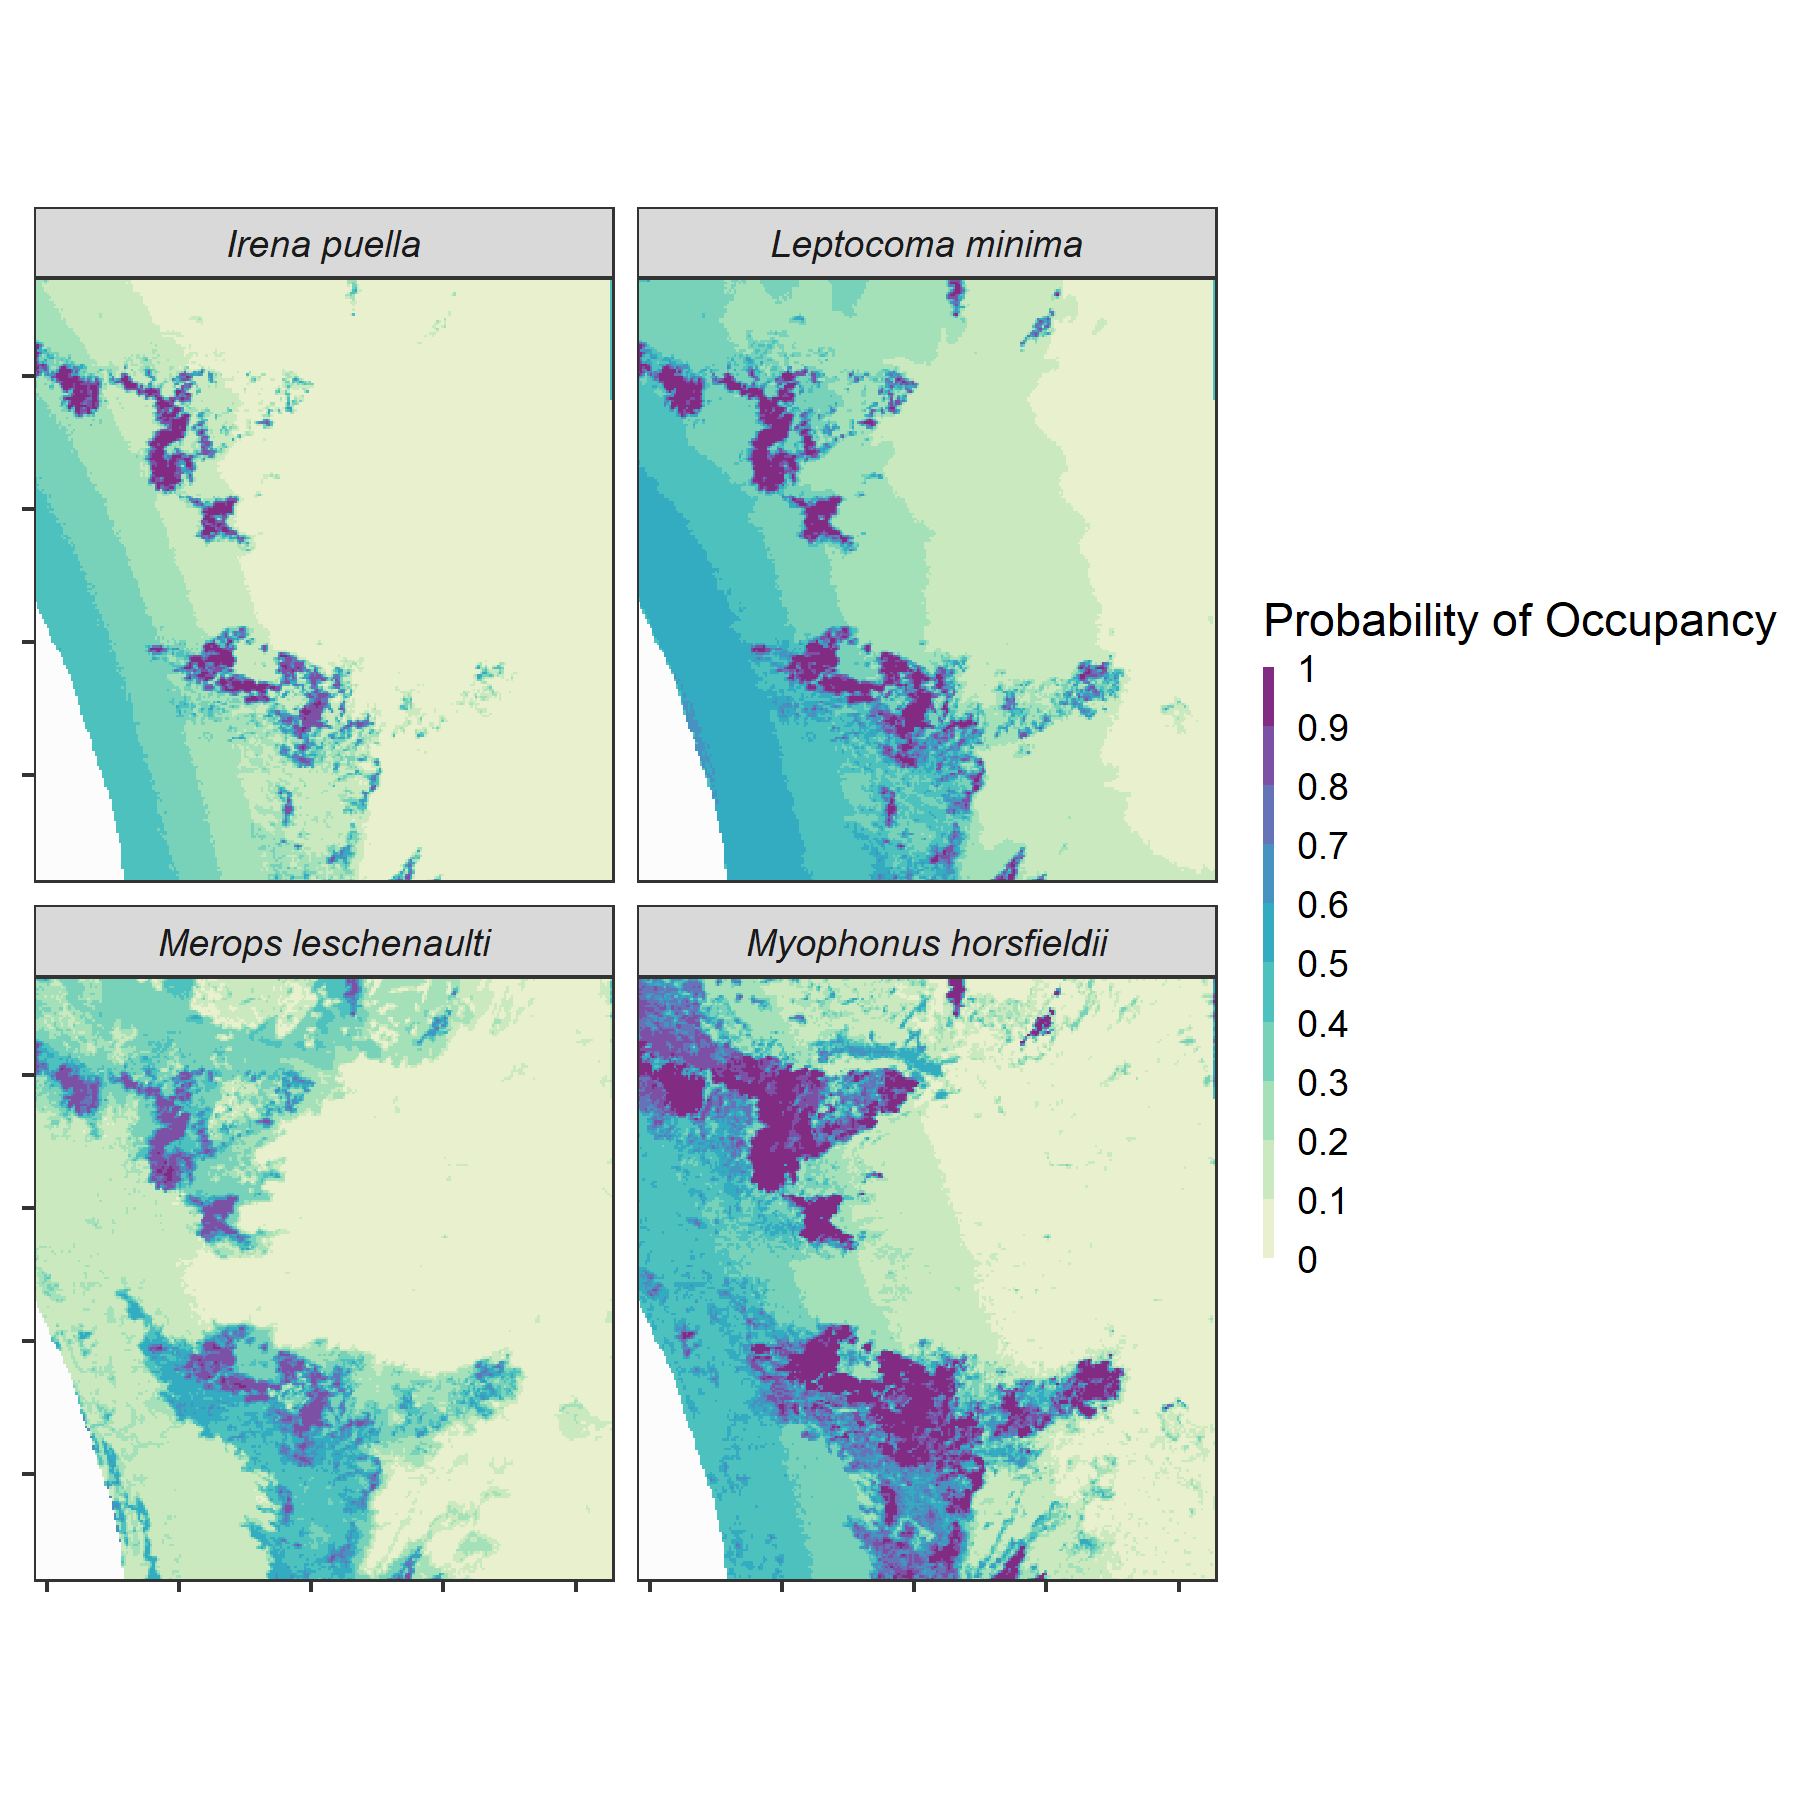 Irena puella
Leptocoma minima
Merops leschenaulti
Myophonus horsfieldii
Probability of Occupancy
1
0.9
0.8
0.7
0.6
0.5
0.4
0.3
0.2
0.1
0